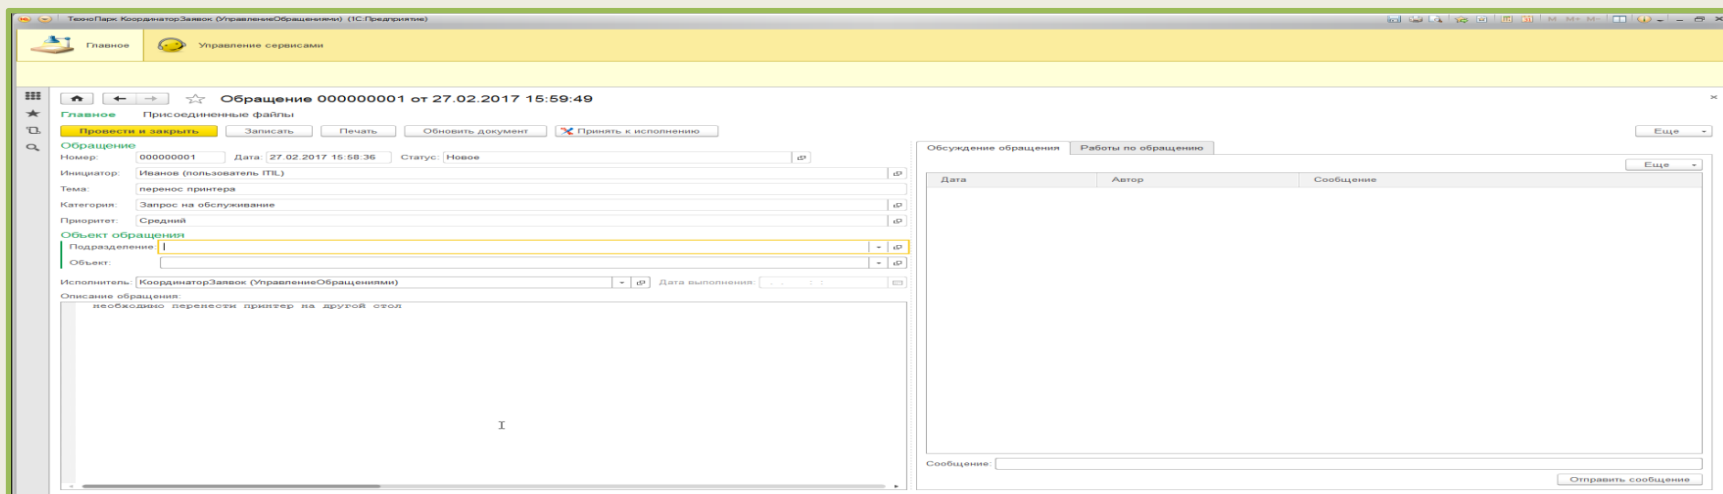 ТехноПарк КоординаторЗаявок (УправлениеОбращениями) (1С:Предприятие)
M M+ M-
Главное Управление сервисами
Обращение 000000001 от 27.02.2017 15:59:49
Главное Присоединенные файлы
Провести и закрыть Записать Печать Обновить документ Принять к исполнению Еще
Обращение
Номер: 000000001 Дата: 27.02.2017 15:58:36 Статус: Новое
Инициатор: Иванов (пользователь ITIL)
Тема: перенос принтера
Категория: Запрос на обслуживание
Приоритет: Средний
Объект обращения
Подразделение:
Объект:
Исполнитель: КоординаторЗаявок (УправлениеОбращениями) Дата выполнения: . . : :
Описание обращения:
необходимо перенести принтер на другой стол
Обсуждение обращения Работы по обращению
Еще
Дата Автор Сообщение
Сообщение:
Отправить сообщение